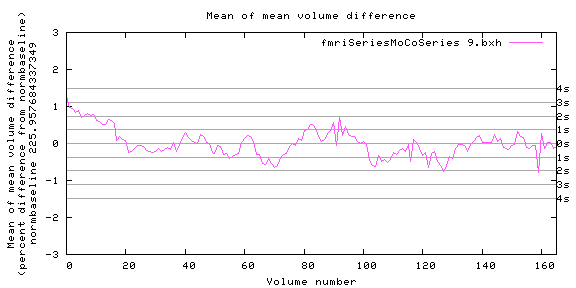 Mean of mean volume difference
fmriSeriesMoCoSeries 9.bxh
Mean of mean volume difference
(percent difference from normbaseline)
normbaseline 225.957684337349
3
2
1
0
-1
-2
-3
4s
3s
2s
1s
0s
1s
2s
3s
4s
0 20 40 60 80 100 120 140 160
Volume number